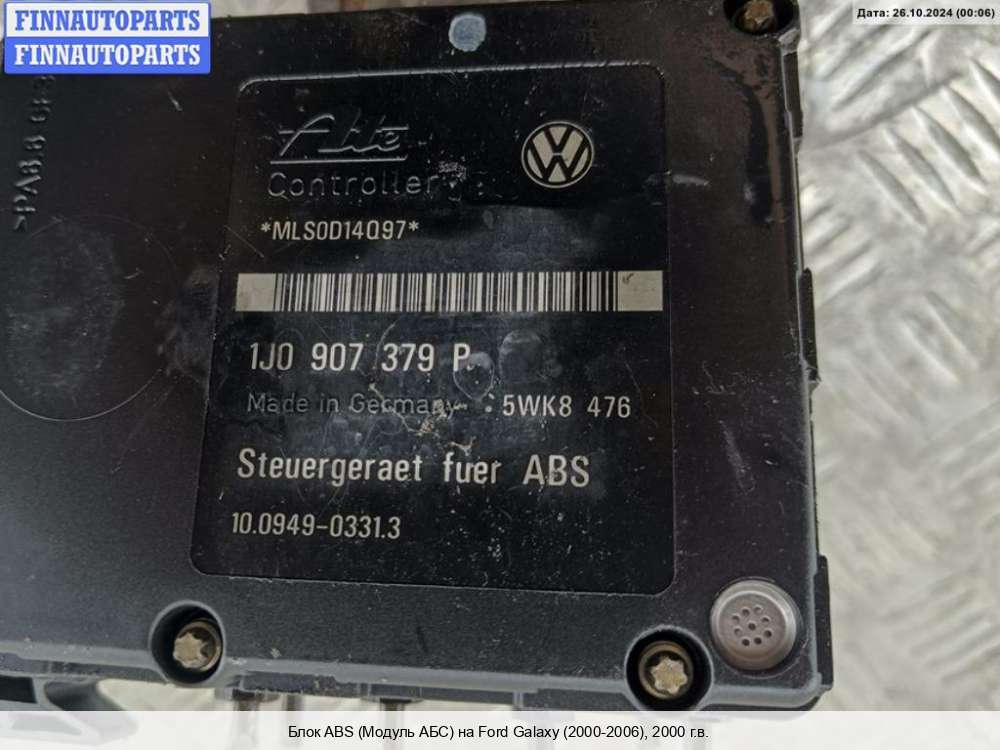 FINNAUTOPARTS
FINNAUTOPARTS
Дата: 26.10.2024 (00:06)
Ate
Controller
*MLS0D14Q97*
1J0 907 379 P
Made in Germany 5WK8 476
Steuergeraet fuer ABS
10.0949-0331.3
Блок ABS (Модуль АБС) на Ford Galaxy (2000-2006), 2000 г.в.